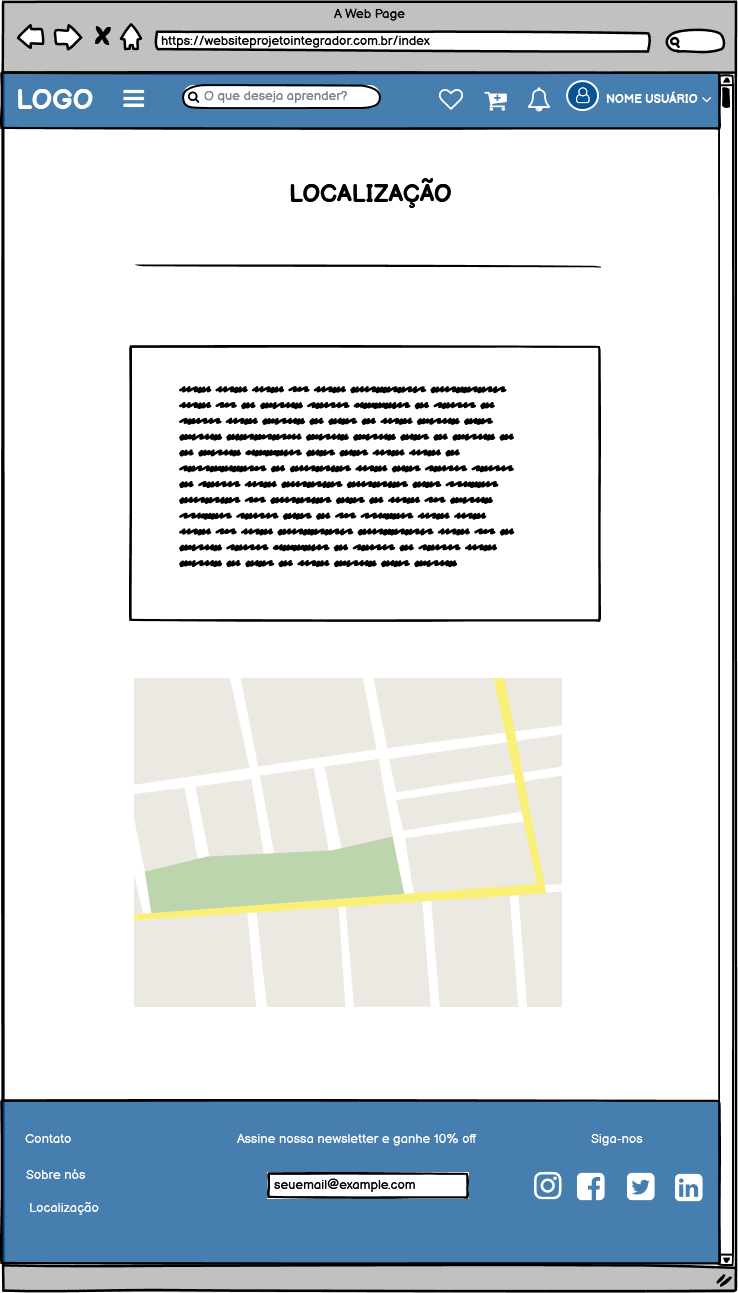 A Web Page
https://websiteprojetointegrador.com.br/index
LOGO
O que deseja aprender?
NOME USUÁRIO
LOCALIZAÇÃO
Contato
Sobre nós
Localização
Assine nossa newsletter e ganhe 10% off
seuemail@example.com
Siga-nos